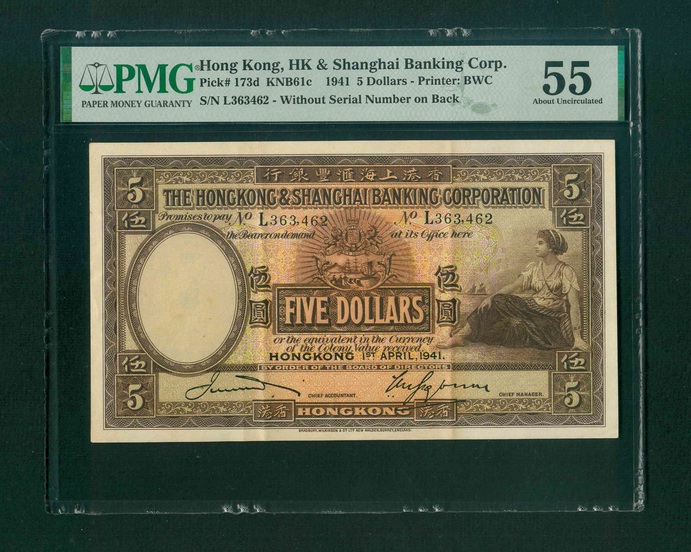 PMG
PAPER MONEY GUARANTY
Hong Kong, HK & Shanghai Banking Corp.
Pick# 173d KNB61c 1941 5 Dollars - Printer: BWC
S/N L363462 - Without Serial Number on Back
55
About Uncirculated
行銀豐滙海上港香
5
5
THE HONGKONG & SHANGHAI BANKING CORPORATION
伍
伍
Promises to pay No L363,462 No L363,462
the Bearer on demand at its Office here
伍圓
伍圓
FIVE DOLLARS
or the equivalent in the Currency
of the Colony, Value received.
HONGKONG 1ST APRIL, 1941.
BY ORDER OF THE BOARD OF DIRECTORS
伍
伍
5
5
CHIEF ACCOUNTANT.
CHIEF MANAGER.
港香 HONGKONG 港香